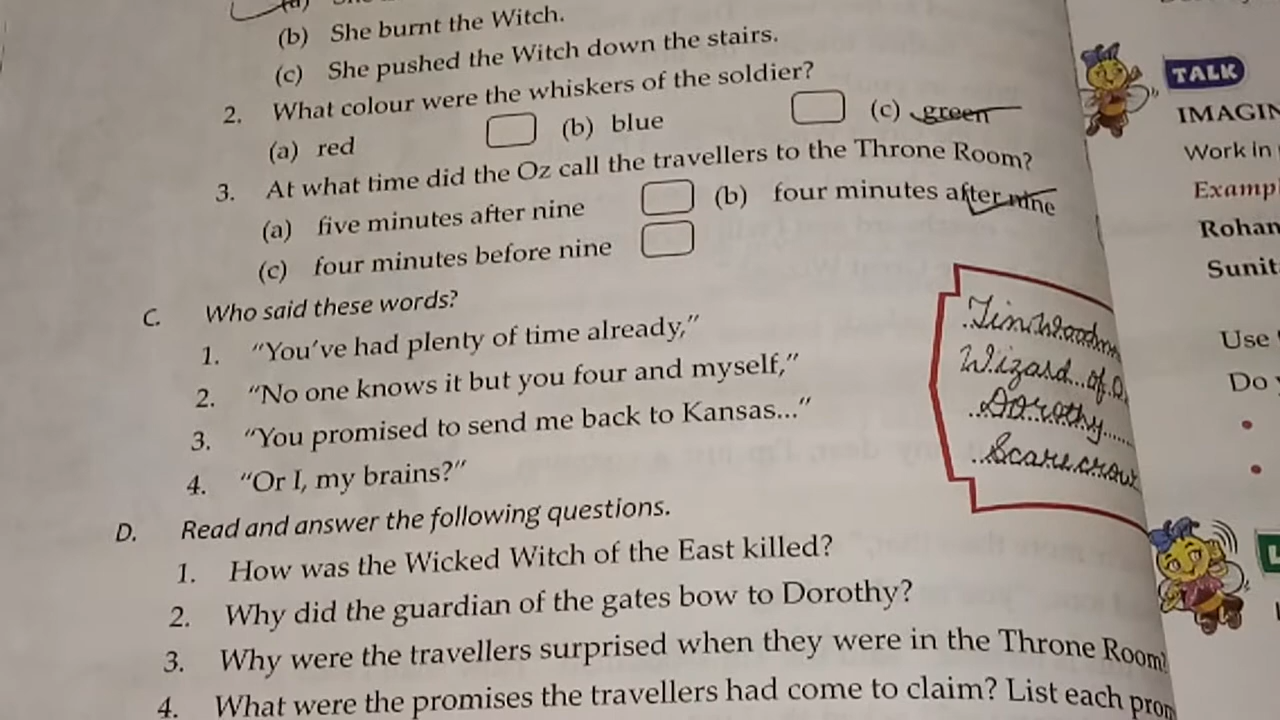 (a)
(b) She burnt the Witch.
(c) She pushed the Witch down the stairs.
2. What colour were the whiskers of the soldier?
(a) red (b) blue (c) green
3. At what time did the Oz call the travellers to the Throne Room?
(a) five minutes after nine (b) four minutes after nine
(c) four minutes before nine
C. Who said these words?
1. "You've had plenty of time already,"
2. "No one knows it but you four and myself," Wizard of
3. "You promised to send me back to Kansas..." Dorothy
4. "Or I, my brains?" Scarecrow
D. Read and answer the following questions.
1. How was the Wicked Witch of the East killed?
2. Why did the guardian of the gates bow to Dorothy?
3. Why were the travellers surprised when they were in the Throne Room?
4. What were the promises the travellers had come to claim? List each prom
TALK
IMAGIN
Work in
Examp
Rohan
Sunit
Use
Do